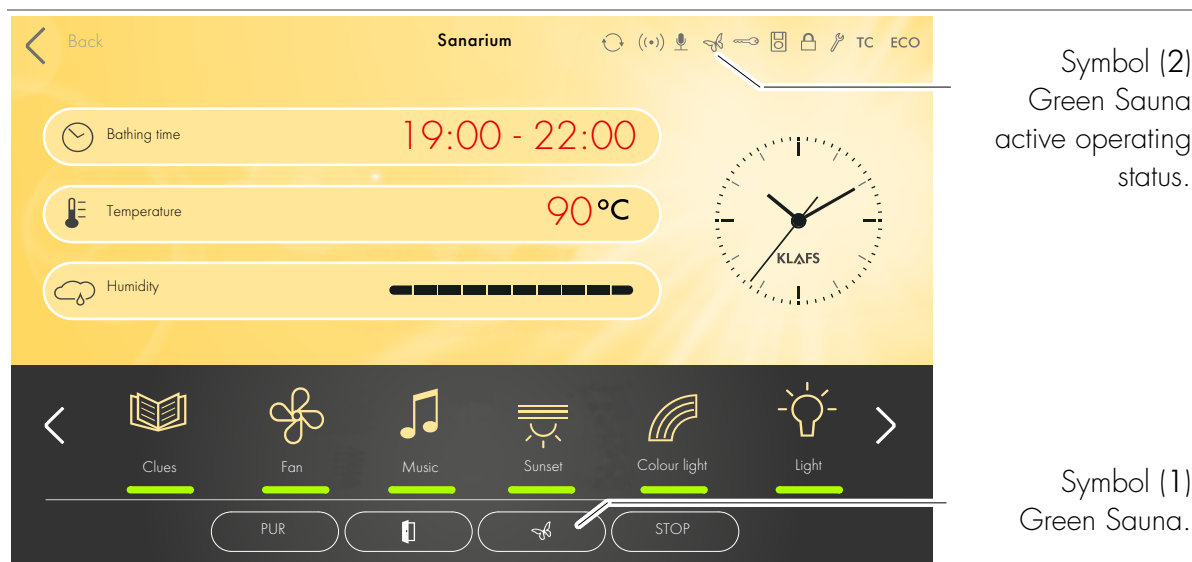 Back
Sanarium
TC ECO
Symbol (2)
Green Sauna
active operating
status.
Bathing time
19:00 - 22:00
Temperature
90 °C
Humidity
KLAFS
Clues
Fan
Music
Sunset
Colour light
Light
PUR
STOP
Symbol (1)
Green Sauna.